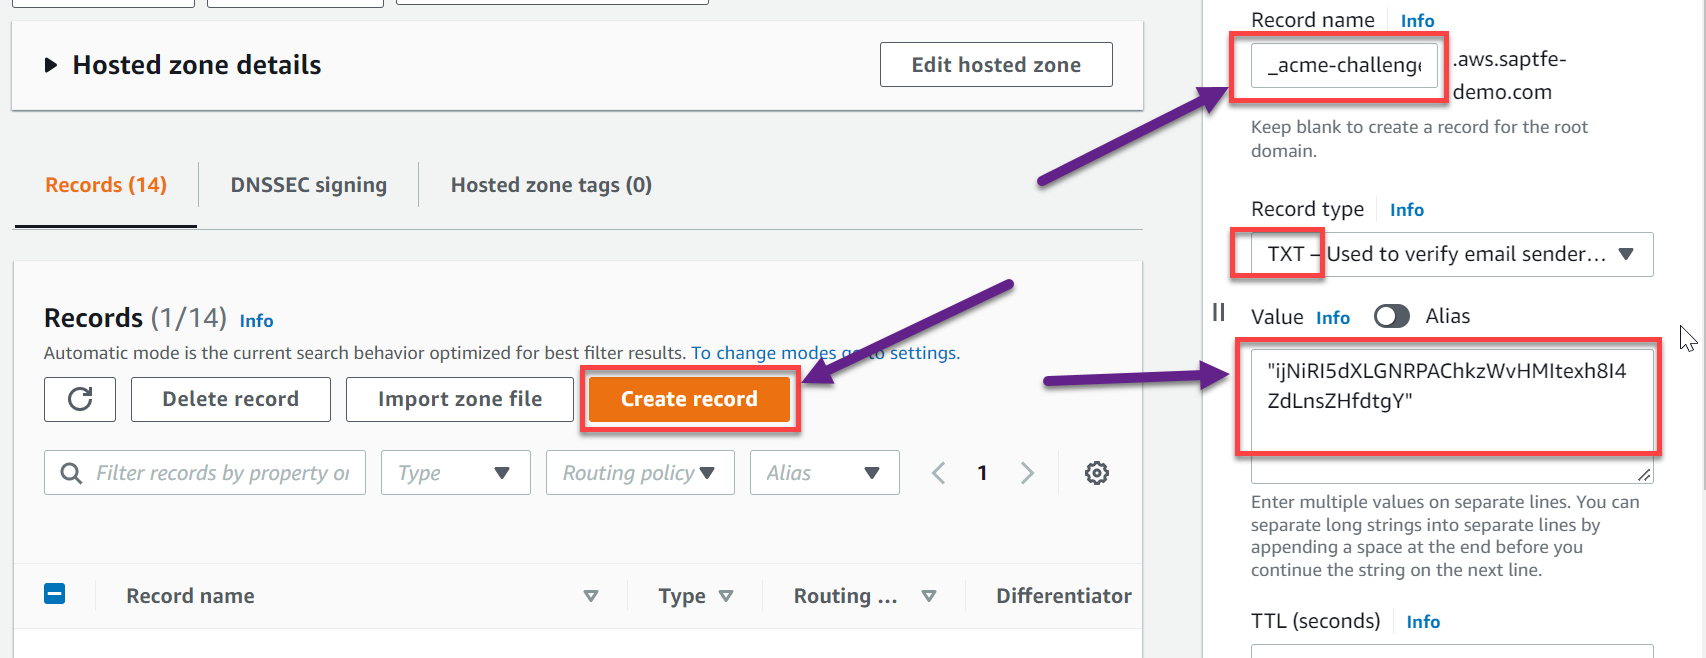 Hosted zone details
Edit hosted zone
Records (14)
DNSSEC signing
Hosted zone tags (0)
Records (1/14) Info
Automatic mode is the current search behavior optimized for best filter results. To change modes go to settings.
Delete record
Import zone file
Create record
Filter records by property or
Type
Routing policy
Alias
1
Record name
Type
Routing ...
Differentiator
Record name Info
_acme-challenge
.aws.saptfe-
demo.com
Keep blank to create a record for the root
domain.
Record type Info
TXT – Used to verify email sender...
Value Info Alias
"ijNiRI5dXLGNRPAChkzWvHMItexh8I4
ZdLnsZHfdtgY"
Enter multiple values on separate lines. You can
separate long strings into separate lines by
appending a space at the end before you
continue the string on the next line.
TTL (seconds) Info